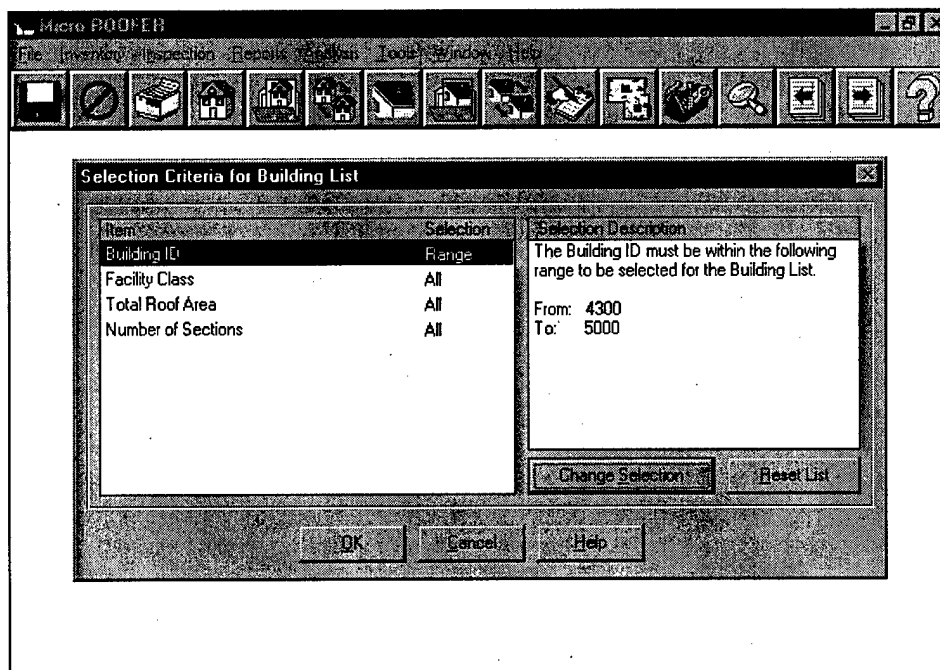 Micro ROOFER
File Inventory Inspection Reports Analysis Tools Window Help
Selection Criteria for Building List
Item Selection
Building ID Range
Facility Class All
Total Roof Area All
Number of Sections All
Selection Description
The Building ID must be within the following
range to be selected for the Building List.
From: 4300
To: 5000
Change Selection Reset List
OK Cancel Help